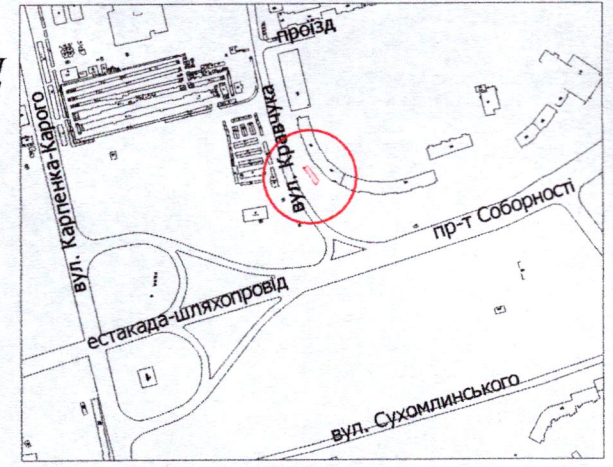 проїзд
вул. Карпенка-Карого
вул. Кравчука
пр-т Соборності
естакада-шляхопровід
вул. Сухомлинського